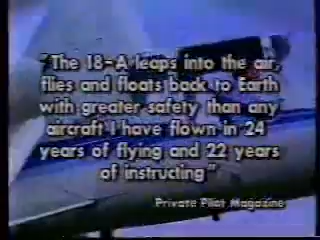 "The 18-A leaps into the air,
flies and floats back to Earth
with greater safety than any
aircraft I have flown in 24
years of flying and 22 years
of instructing"
Private Pilot Magazine